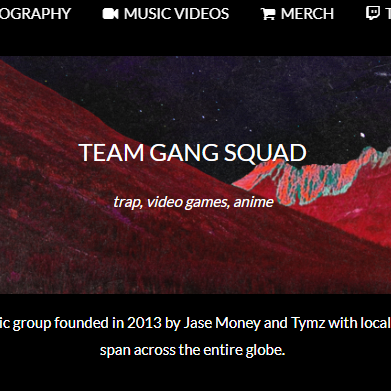 OGRAPHY MUSIC VIDEOS MERCH
TEAM GANG SQUAD
trap, video games, anime
ic group founded in 2013 by Jase Money and Tymz with local
span across the entire globe.